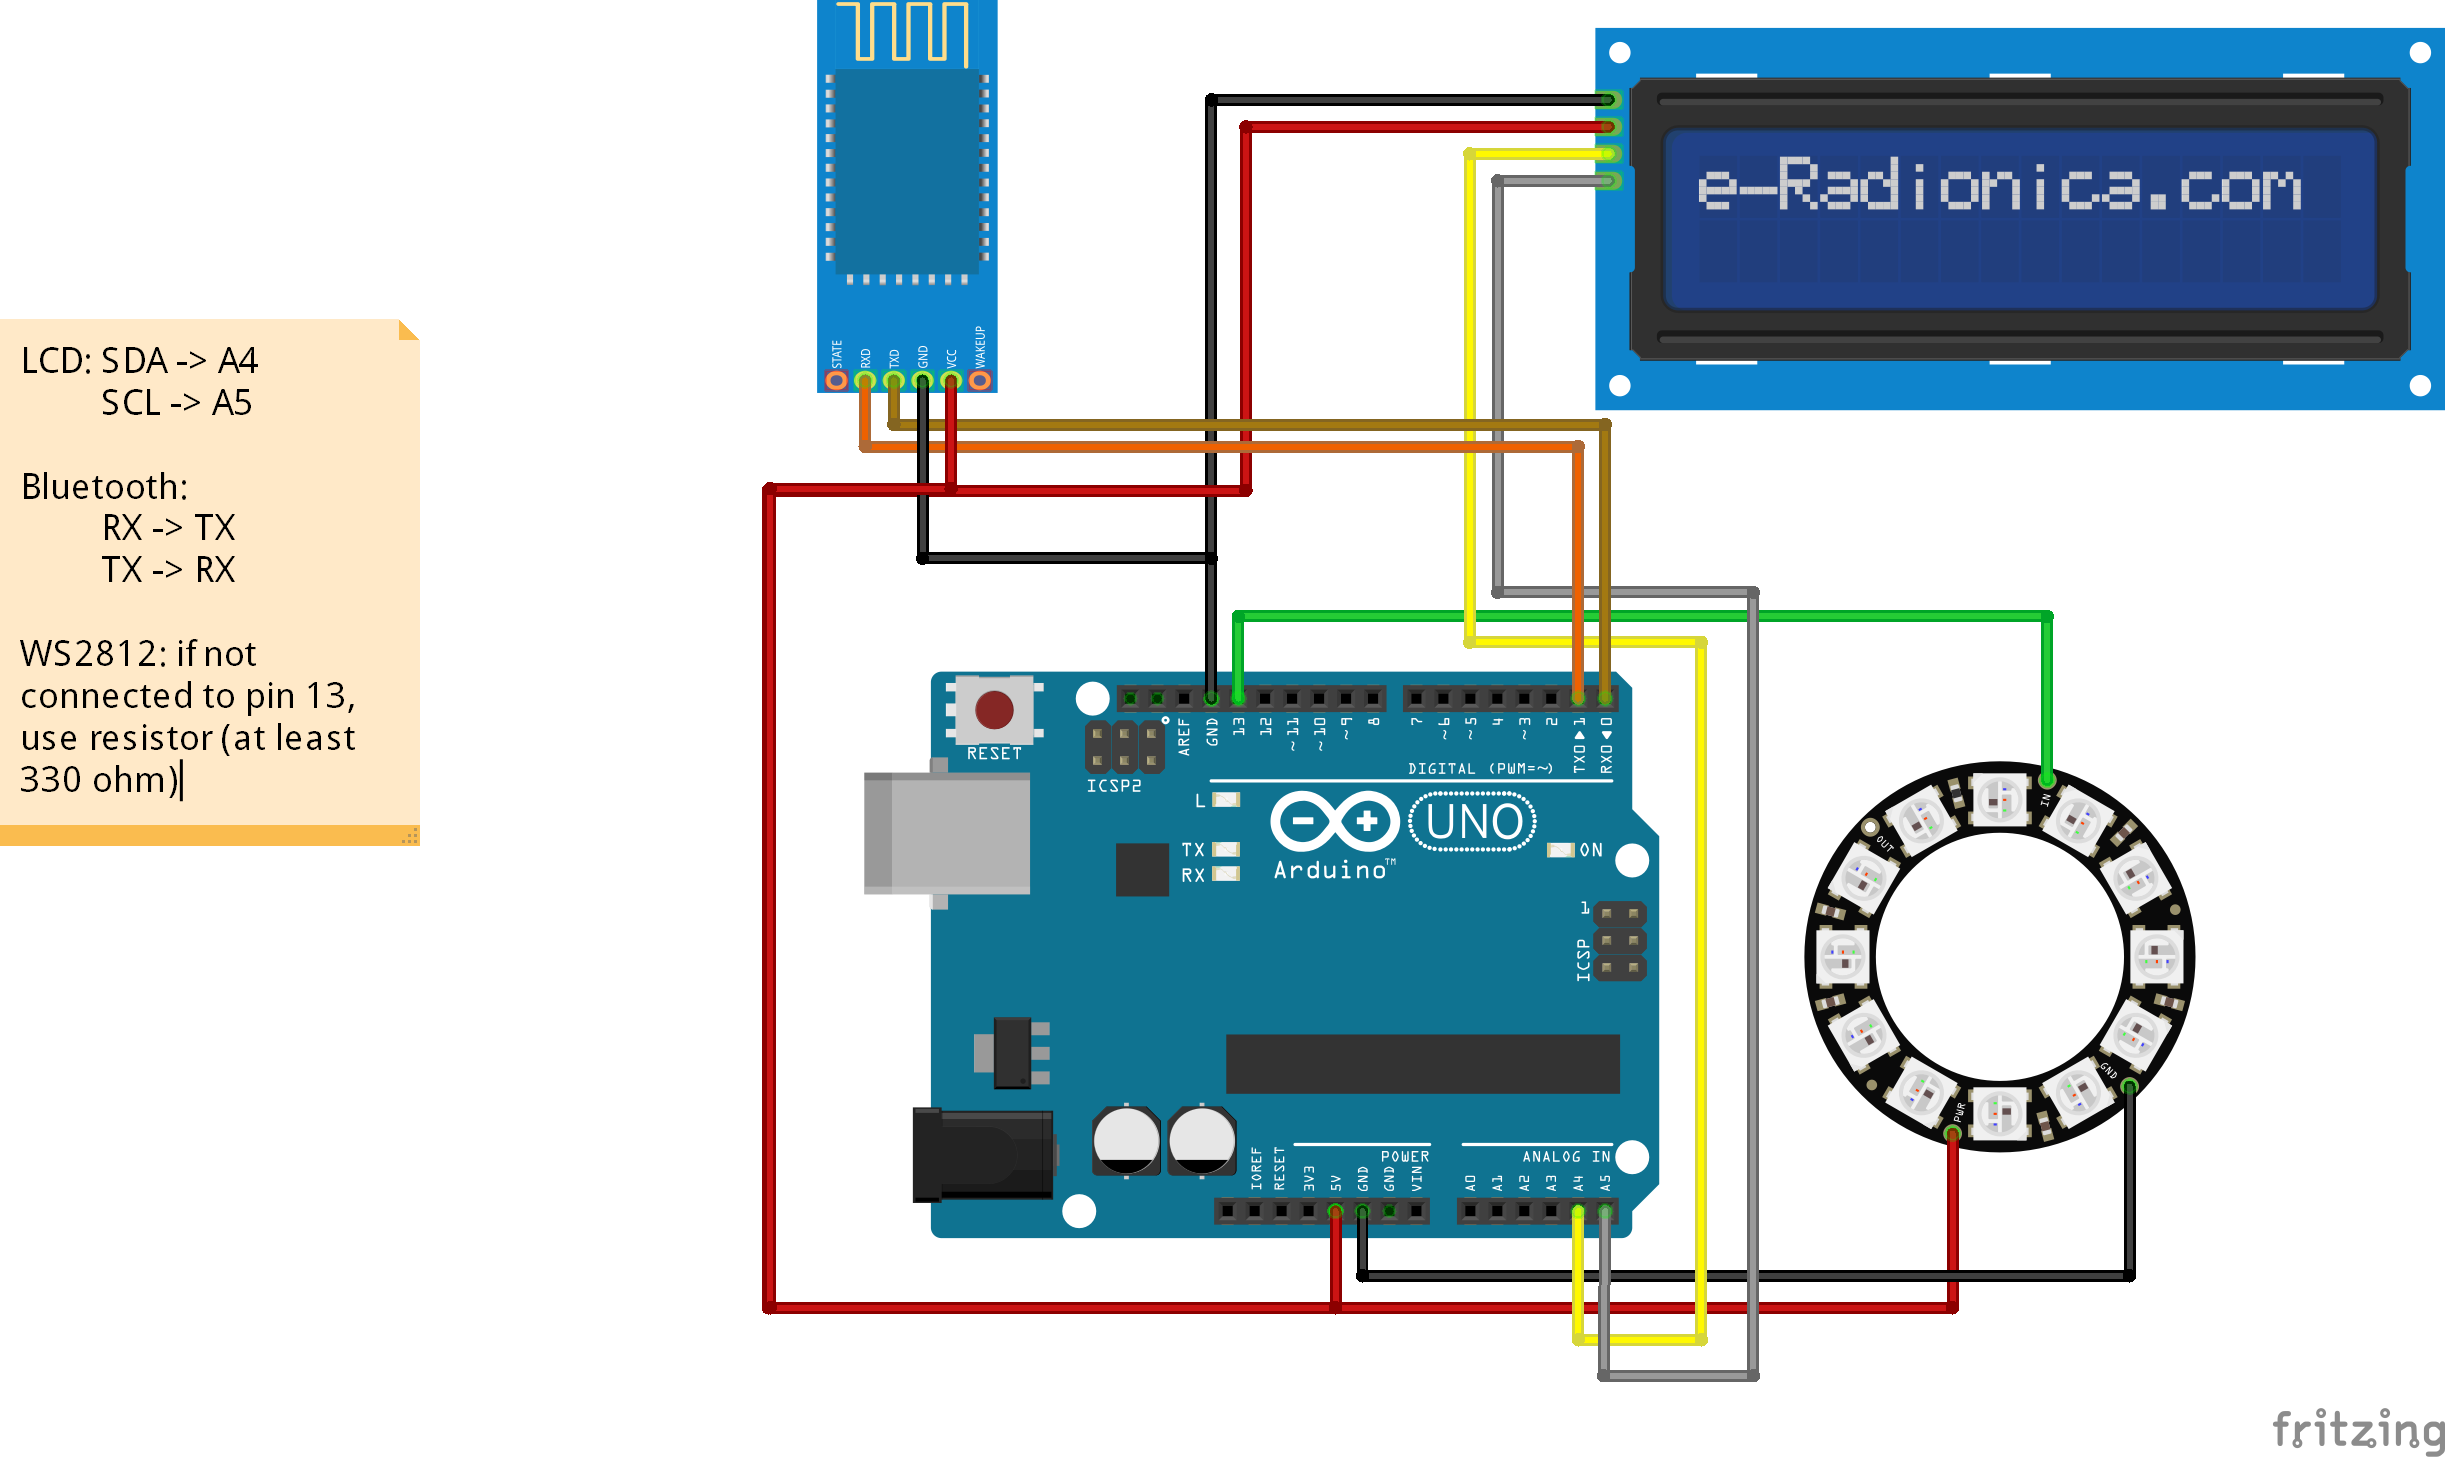 STATE
RXD
TXD
GND
VCC
WAKEUP
e-Radionica.com
LCD: SDA -> A4
SCL -> A5
Bluetooth:
RX -> TX
TX -> RX
WS2812: if not
connected to pin 13,
use resistor (at least
330 ohm)
RESET
ICSP2
AREF
GND
13
12
~11
~10
~9
8
7
~6
~5
4
~3
2
TX0▶1
RX0◀0
DIGITAL (PWM=~)
L
TX
RX
Arduino™
UNO
ON
1
ICSP
IOREF
RESET
3V3
5V
GND
GND
VIN
POWER
A0
A1
A2
A3
A4
A5
ANALOG IN
IN
OUT
GND
PWR
fritzing